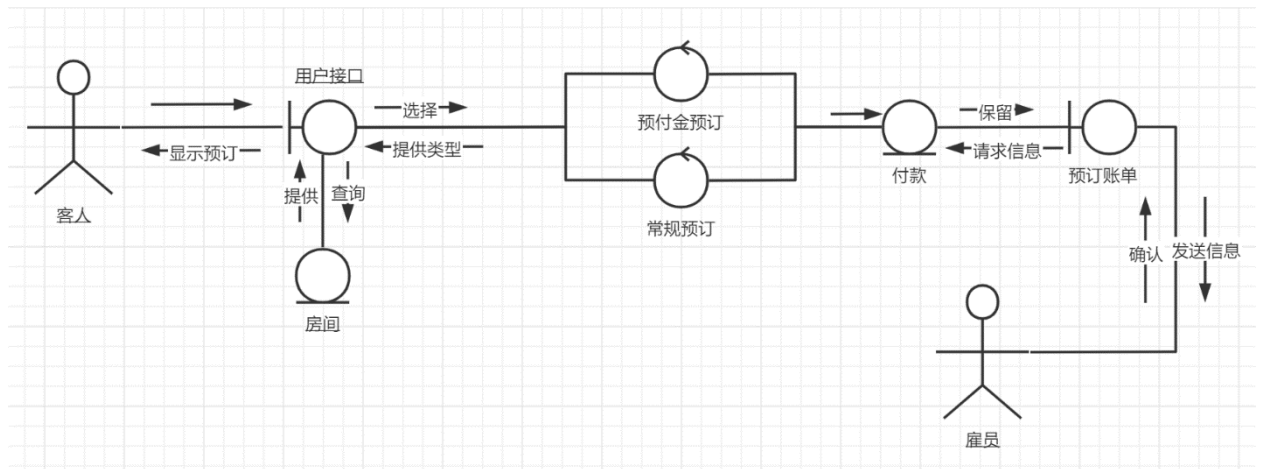 用户接口
选择
提供类型
显示预订
客人
提供
查询
房间
预付金预订
常规预订
付款
保留
请求信息
预订账单
确认
发送信息
雇员